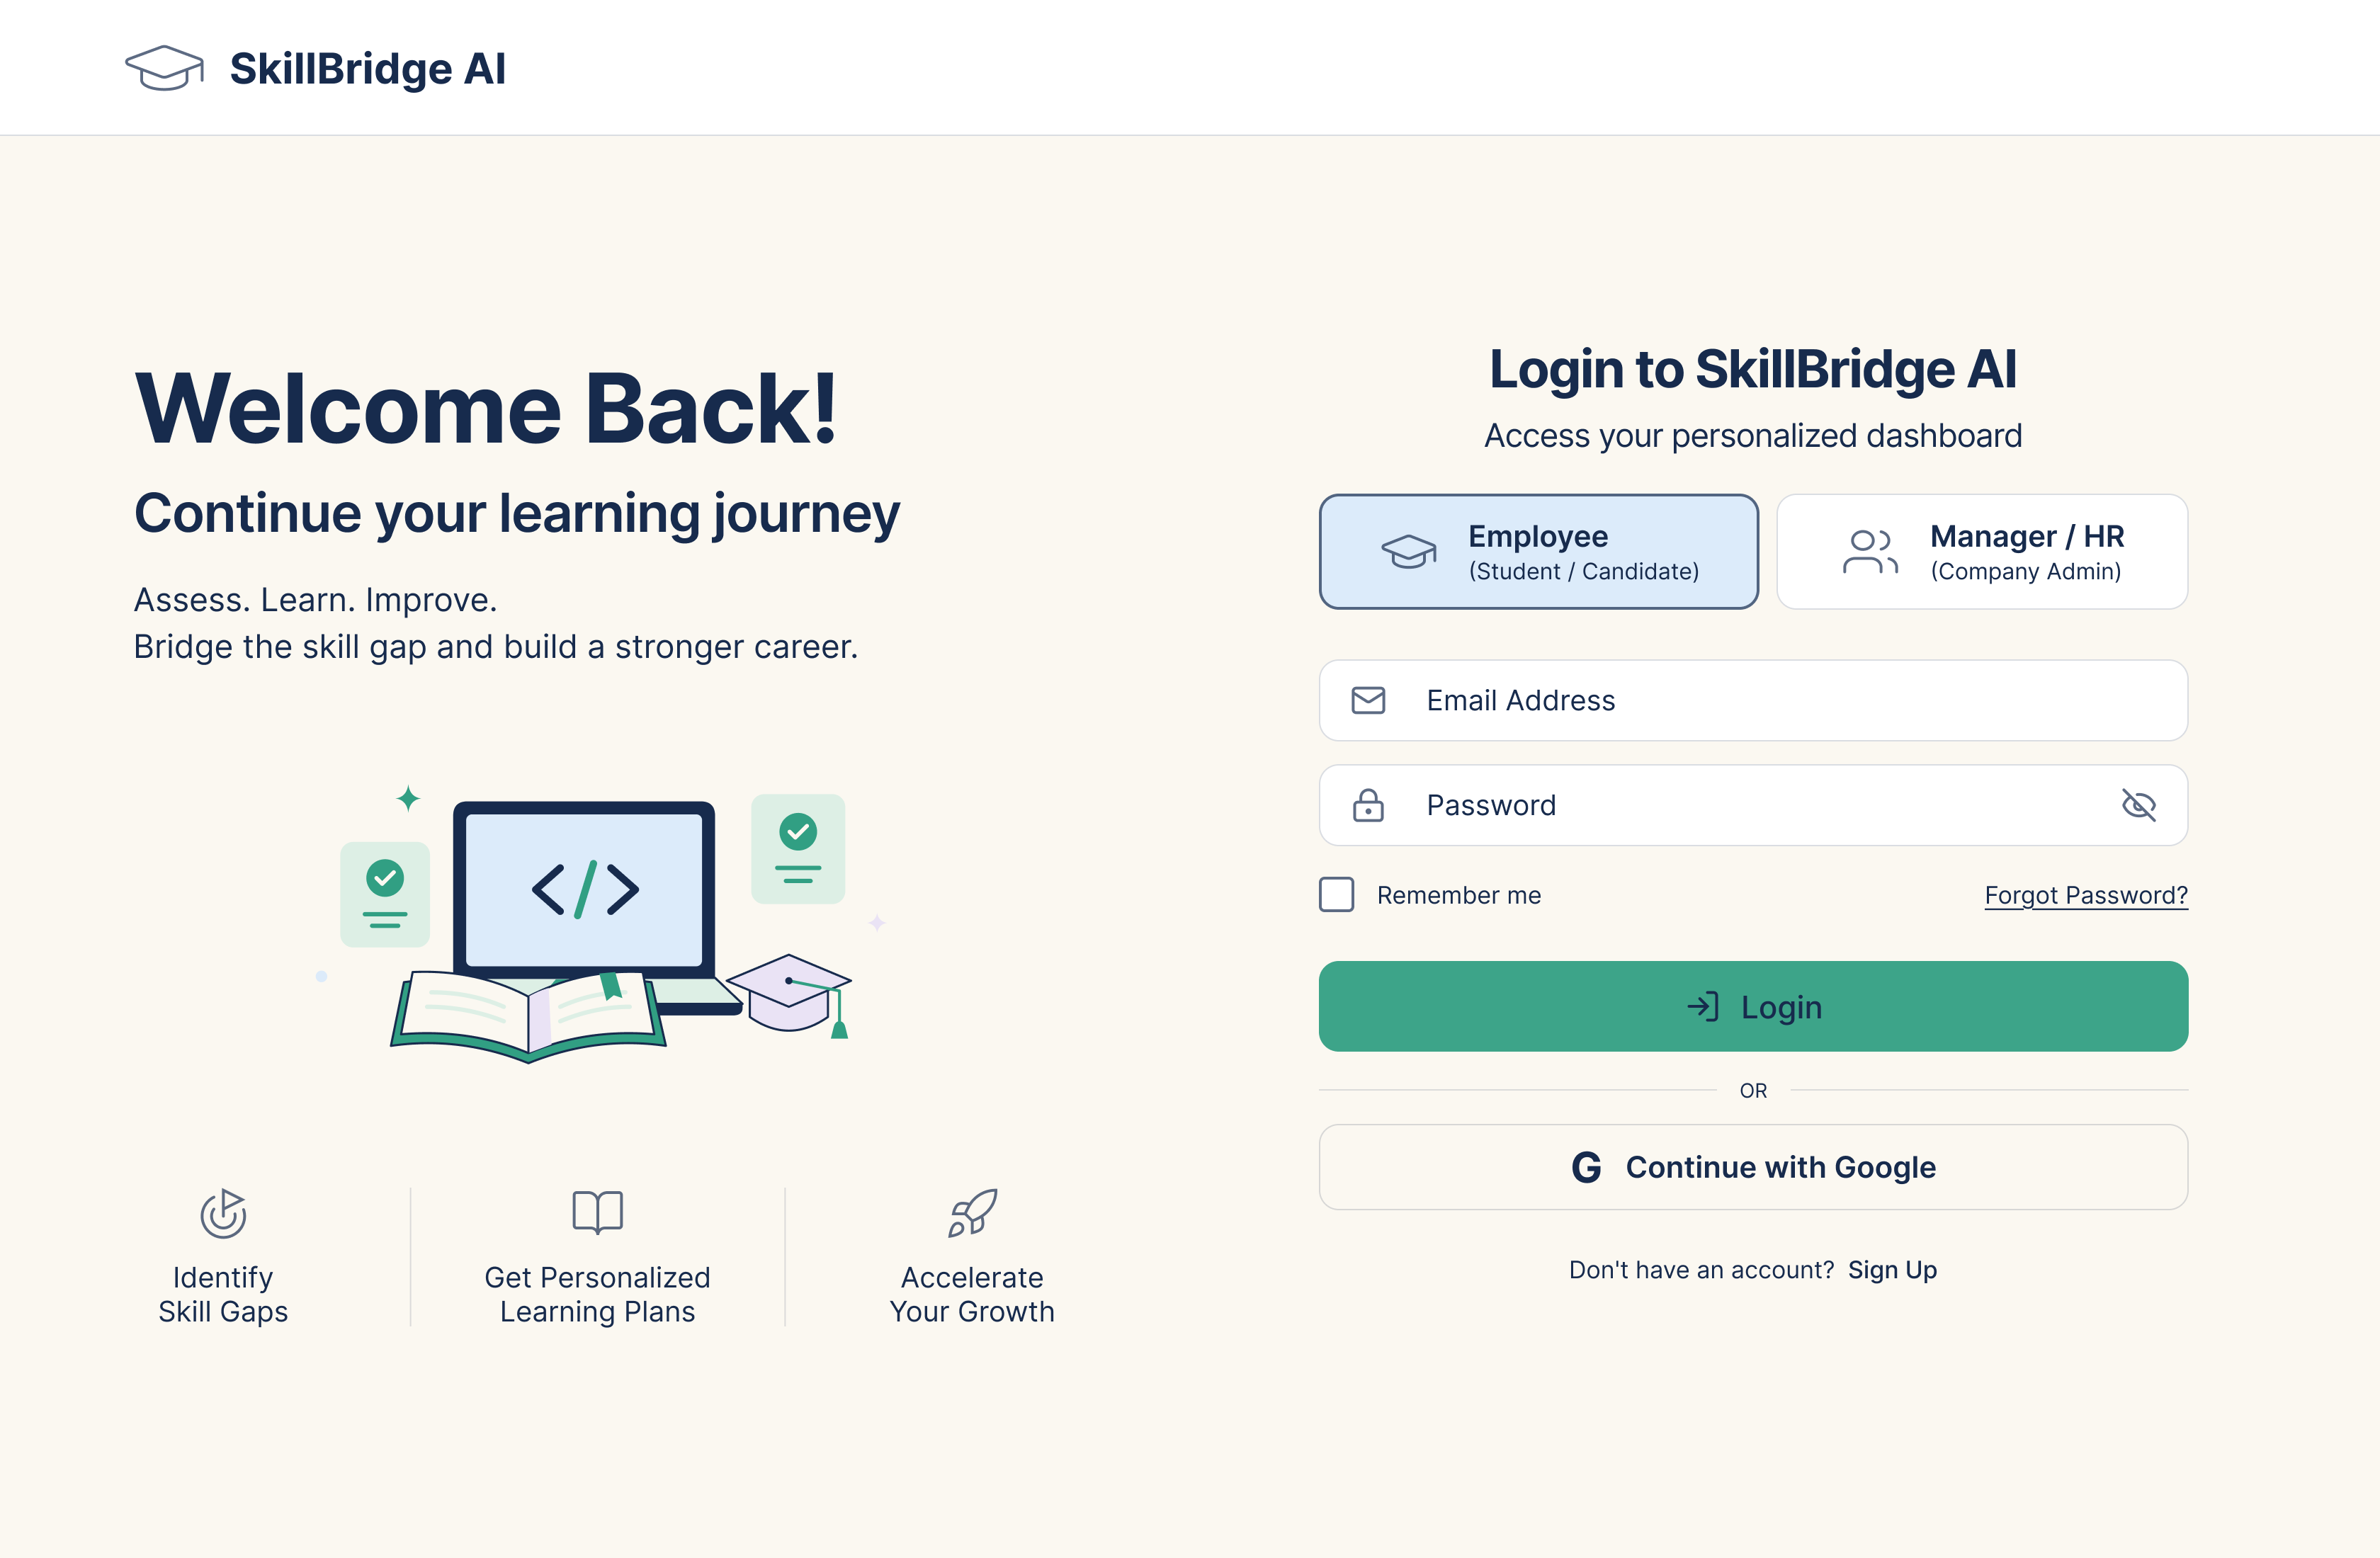 SkillBridge AI
Welcome Back!
Continue your learning journey
Assess. Learn. Improve.
Bridge the skill gap and build a stronger career.
</>
Identify
Skill Gaps
Get Personalized
Learning Plans
Accelerate
Your Growth
Login to SkillBridge AI
Access your personalized dashboard
Employee
(Student / Candidate)
Manager / HR
(Company Admin)
Email Address
Password
Remember me
Forgot Password?
Login
OR
G Continue with Google
Don't have an account? Sign Up